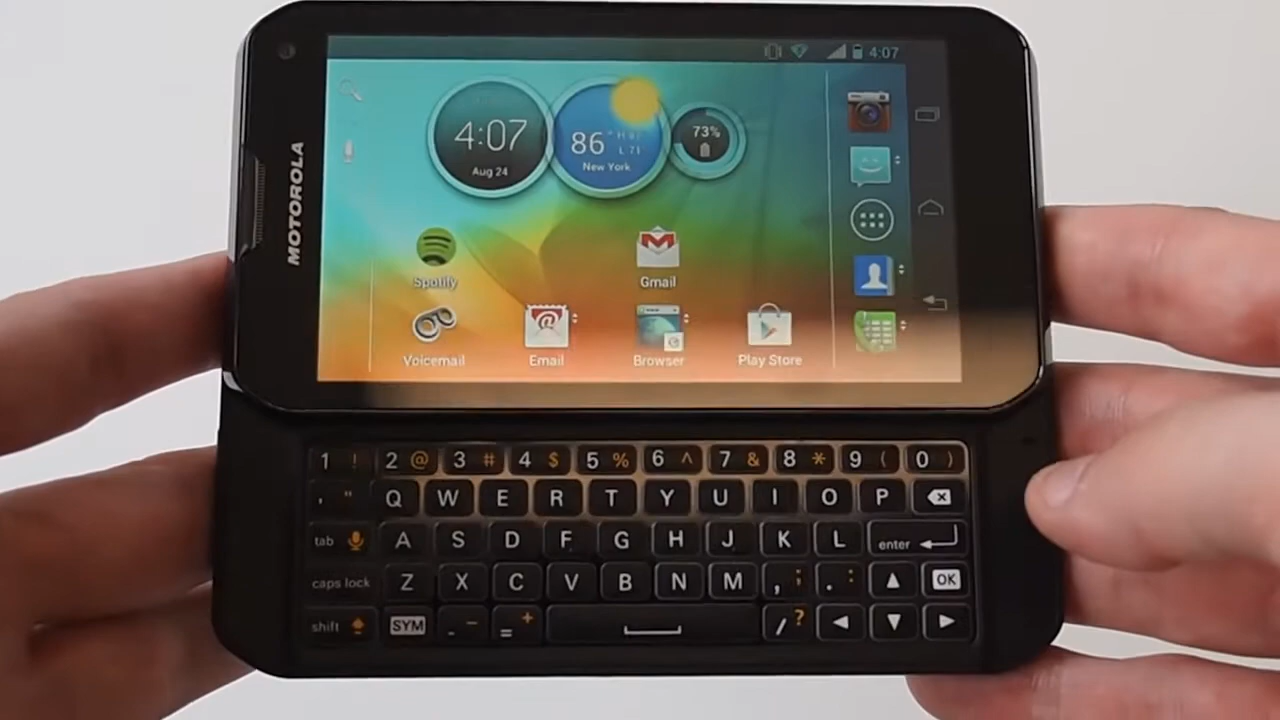 4:07
MOTOROLA
4:07
Aug 24
86°
New York
73%
Spotify
Gmail
Voicemail
Email
Browser
Play Store
1 ! 2 @ 3 # 4 $ 5 % 6 ^ 7 & 8 * 9 ( 0 )
' " Q W E R T Y U I O P
tab A S D F G H J K L enter
caps lock Z X C V B N M , ; . : OK
shift SYM - _ = + / ?